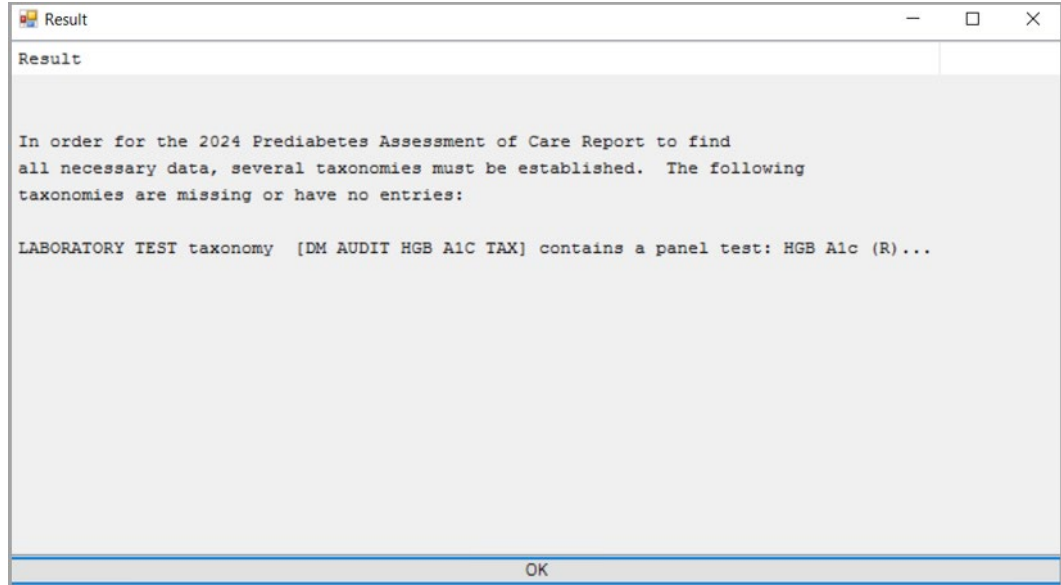 Result
Result
In order for the 2024 Prediabetes Assessment of Care Report to find
all necessary data, several taxonomies must be established.  The following
taxonomies are missing or have no entries:
LABORATORY TEST taxonomy  [DM AUDIT HGB A1C TAX] contains a panel test: HGB A1c (R)...
OK